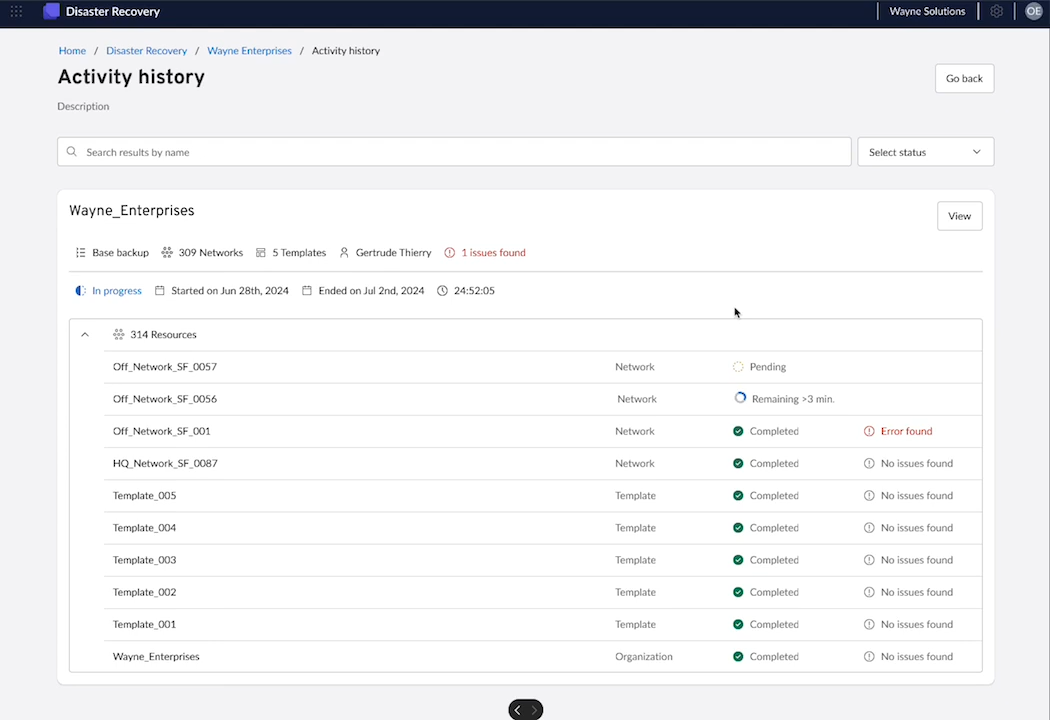 Disaster Recovery
Wayne Solutions
OE
Home / Disaster Recovery / Wayne Enterprises / Activity history
Activity history
Go back
Description
Search results by name
Select status
Wayne_Enterprises
View
Base backup 309 Networks 5 Templates Gertrude Thierry 1 issues found
In progress Started on Jun 28th, 2024 Ended on Jul 2nd, 2024 24:52:05
314 Resources
Off_Network_SF_0057 Network Pending
Off_Network_SF_0056 Network Remaining >3 min.
Off_Network_SF_001 Network Completed Error found
HQ_Network_SF_0087 Network Completed No issues found
Template_005 Template Completed No issues found
Template_004 Template Completed No issues found
Template_003 Template Completed No issues found
Template_002 Template Completed No issues found
Template_001 Template Completed No issues found
Wayne_Enterprises Organization Completed No issues found